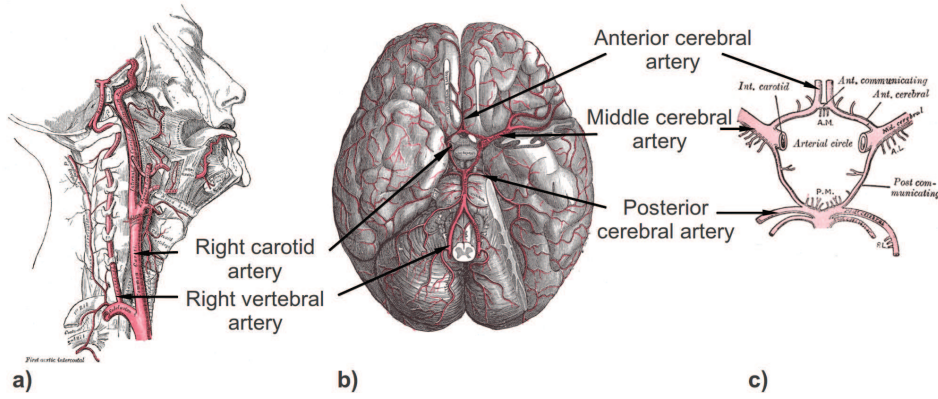 Anterior cerebral
artery
Middle cerebral
artery
Posterior
cerebral artery
Right carotid
artery
Right vertebral
artery
First aortic Intercostal
Int. carotid
Ant. communicating
Ant. cerebral
Mid. cerebral
A.M.
A.L.
Arterial circle
Post com-
municating
P.M.
P.L.
a)
b)
c)